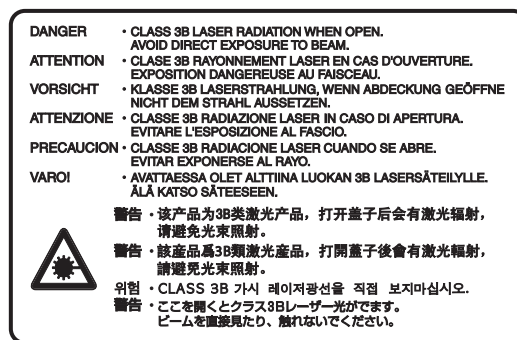 DANGER · CLASS 3B LASER RADIATION WHEN OPEN.
AVOID DIRECT EXPOSURE TO BEAM.
ATTENTION · CLASE 3B RAYONNEMENT LASER EN CAS D'OUVERTURE.
EXPOSITION DANGEREUSE AU FAISCEAU.
VORSICHT · KLASSE 3B LASERSTRAHLUNG, WENN ABDECKUNG GEÖFFNE
NICHT DEM STRAHL AUSSETZEN.
ATTENZIONE · CLASSE 3B RADIAZIONE LASER IN CASO DI APERTURA.
EVITARE L'ESPOSIZIONE AL FASCIO.
PRECAUCION · CLASSE 3B RADIACIONE LASER CUANDO SE ABRE.
EVITAR EXPONERSE AL RAYO.
VARO! · AVATTAESSA OLET ALTTIINA LUOKAN 3B LASERSÄTEILYLLE.
ÄLÄ KATSO SÄTEESEEN.
警告 · 该产品为3B类激光产品，打开盖子后会有激光辐射，
请避免光束照射。
警告 · 該産品爲3B類激光産品，打開蓋子後會有激光輻射，
請避免光束照射。
위험 · CLASS 3B 가시 레이저광선을 직접 보지마십시오.
警告 · ここを開くとクラス3Bレーザー光がでます。
ビームを直接見たり、触れないでください。